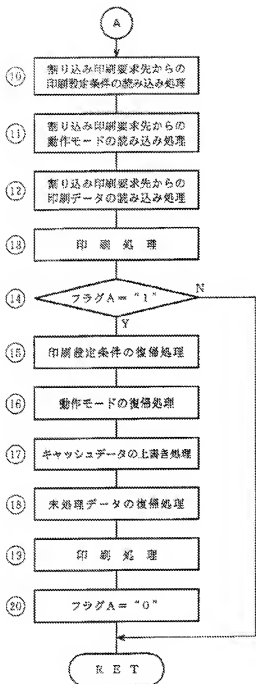 A
⑩ 割り込み印刷要求先からの
印刷設定条件の読み込み処理
⑪ 割り込み印刷要求先からの
動作モードの読み込み処理
⑫ 割り込み印刷要求先からの
印刷データの読み込み処理
⑬ 印刷処理
⑭ フラグA＝“1” N
Y
⑮ 印刷設定条件の復帰処理
⑯ 動作モードの復帰処理
⑰ キャッシュデータの上書き処理
⑱ 未処理データの復帰処理
⑲ 印刷処理
⑳ フラグA＝“0”
RET